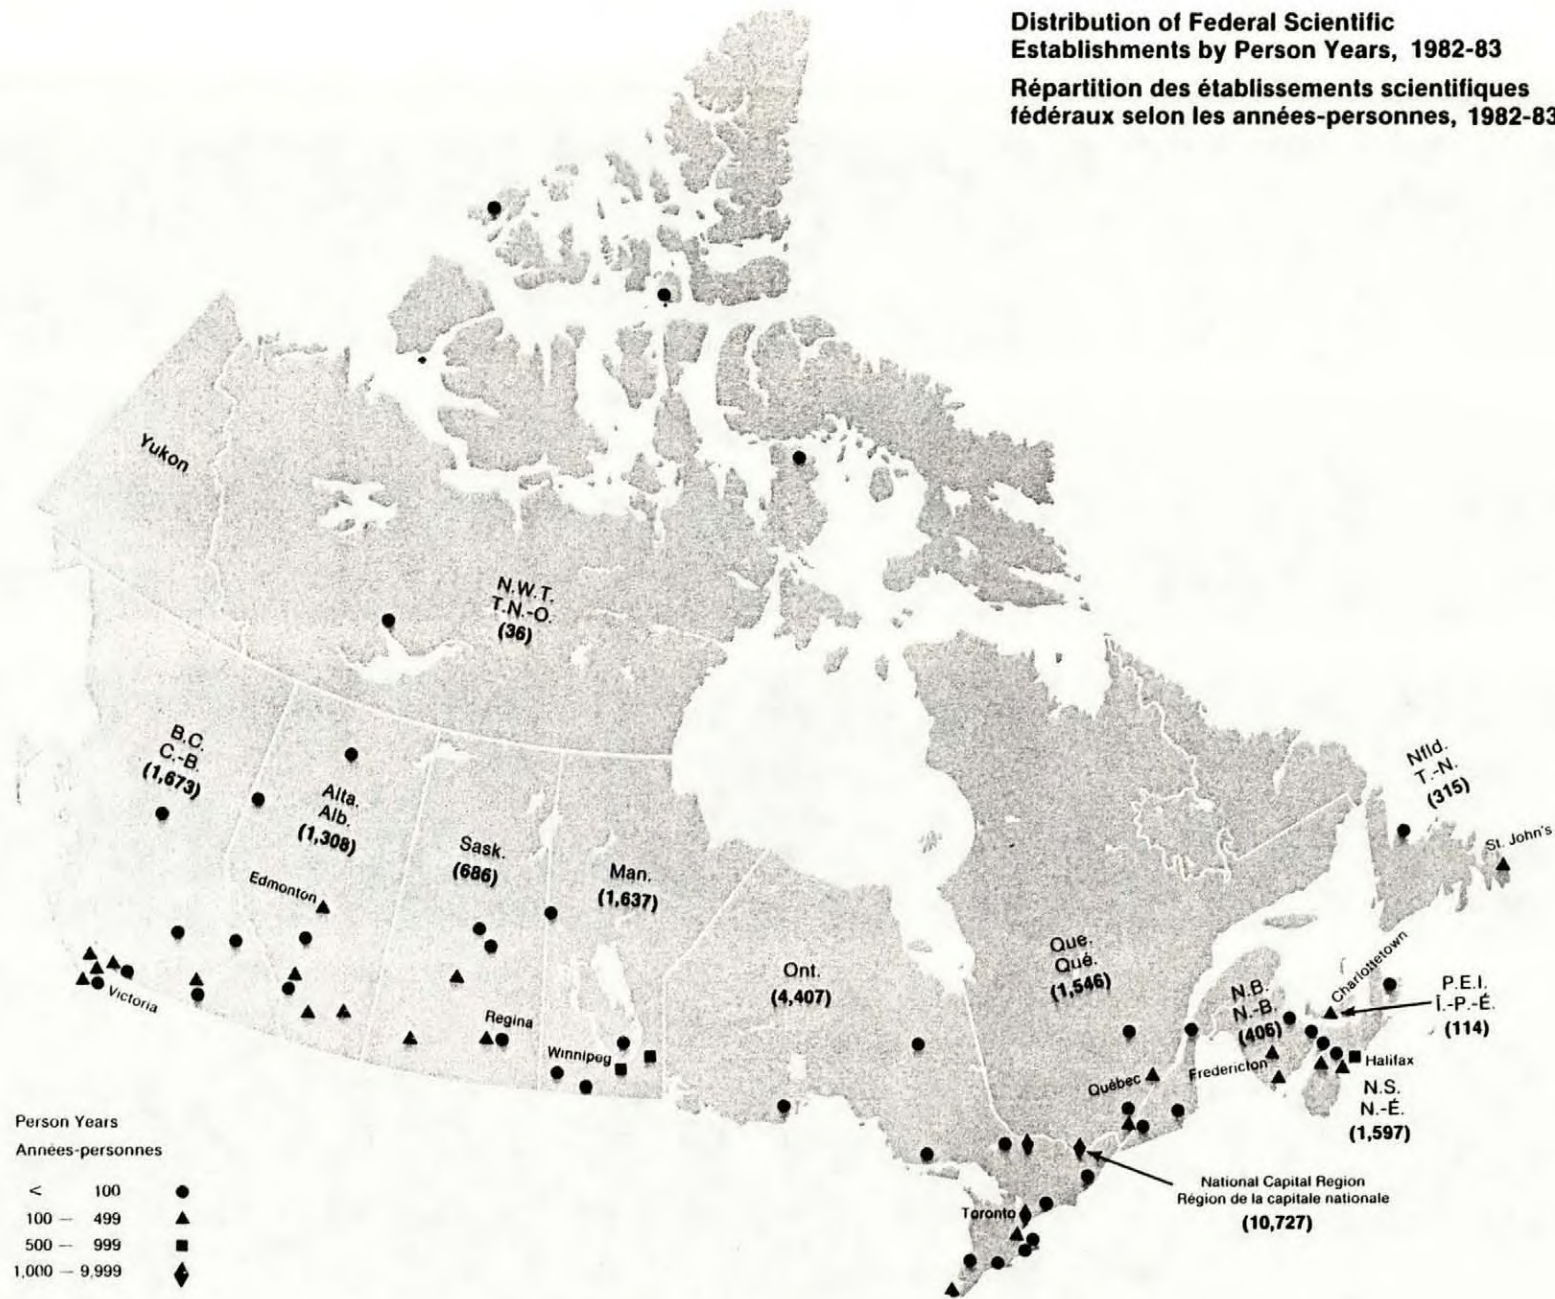 Distribution of Federal Scientific
Establishments by Person Years, 1982-83
Répartition des établissements scientifiques
fédéraux selon les années-personnes, 1982-83
Yukon
N.W.T.
T.N.-O.
(36)
B.C.
C.-B.
(1,673)
Alta.
Alb.
(1,308)
Edmonton
Sask.
(686)
Man.
(1,637)
Ont.
(4,407)
Que.
Qué.
(1,546)
Nfld.
T.-N.
(315)
St. John's
Charlottetown
P.E.I.
Î.-P.-É.
(114)
N.B.
N.-B.
(406)
Victoria
Regina
Winnipeg
Québec
Fredericton
Halifax
N.S.
N.-É.
(1,597)
National Capital Region
Région de la capitale nationale
(10,727)
Toronto
Person Years
Années-personnes
< 100
100 — 499
500 — 999
1,000 — 9,999